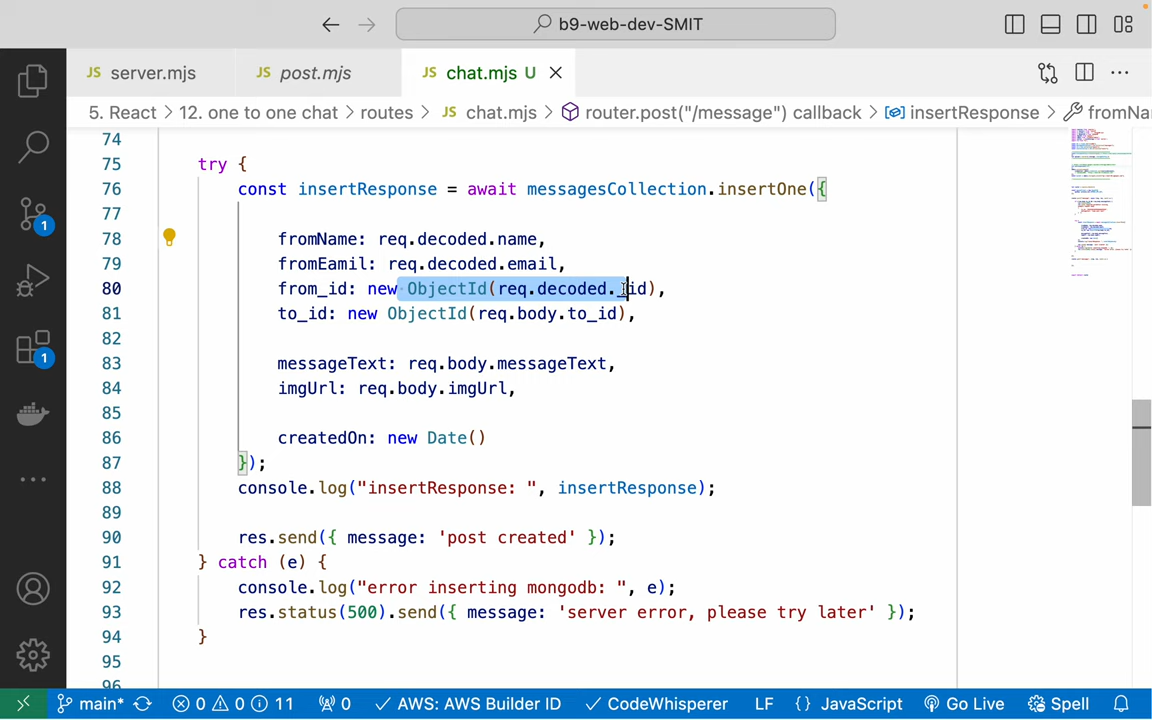 b9-web-dev-SMIT
JS server.mjs JS post.mjs JS chat.mjs U
5. React > 12. one to one chat > routes > JS chat.mjs > router.post("/message") callback > insertResponse > fromNa
74
75 try {
76 const insertResponse = await messagesCollection.insertOne({
77
78 fromName: req.decoded.name,
79 fromEamil: req.decoded.email,
80 from_id: new ObjectId(req.decoded._id),
81 to_id: new ObjectId(req.body.to_id),
82
83 messageText: req.body.messageText,
84 imgUrl: req.body.imgUrl,
85
86 createdOn: new Date()
87 });
88 console.log("insertResponse: ", insertResponse);
89
90 res.send({ message: 'post created' });
91 } catch (e) {
92 console.log("error inserting mongodb: ", e);
93 res.status(500).send({ message: 'server error, please try later' });
94 }
95
96
1
1
main* 0 0 11 0 AWS: AWS Builder ID CodeWhisperer LF {} JavaScript Go Live Spell